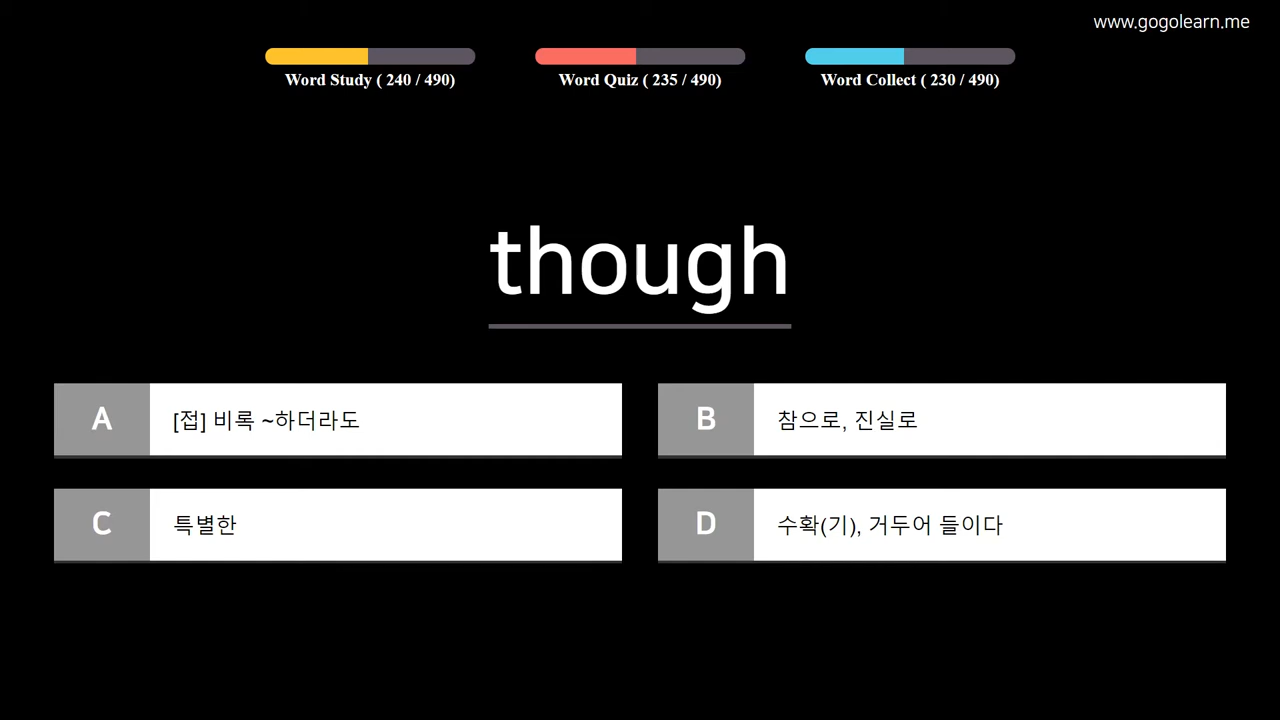 www.gogolearn.me
Word Study ( 240 / 490)
Word Quiz ( 235 / 490)
Word Collect ( 230 / 490)
though
A
[접] 비록 ~하더라도
B
참으로, 진실로
C
특별한
D
수확(기), 거두어 들이다